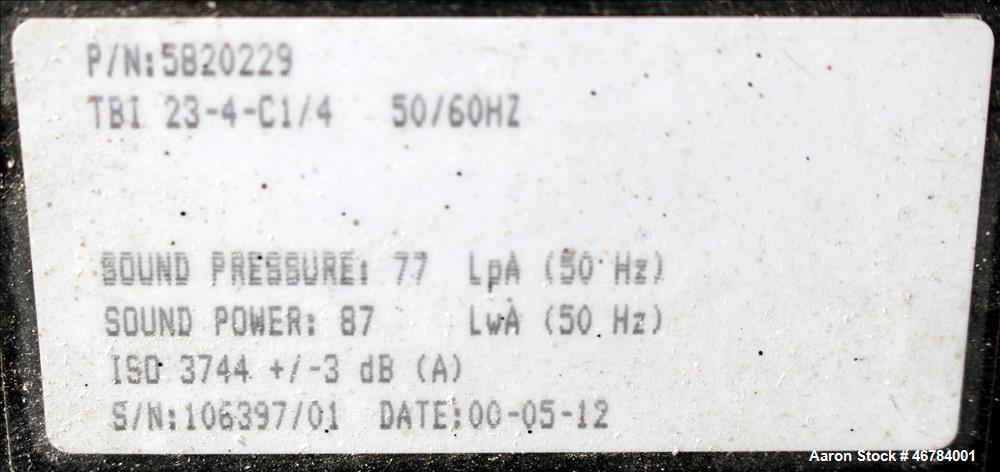 P/N:5820229
TBI 23-4-C1/4 50/60HZ
SOUND PRESSURE: 77 LpA (50 Hz)
SOUND POWER: 87 LwA (50 Hz)
ISO 3744 +/-3 dB (A)
S/N:106397/01 DATE:00-05-12
Aaron Stock # 46784001